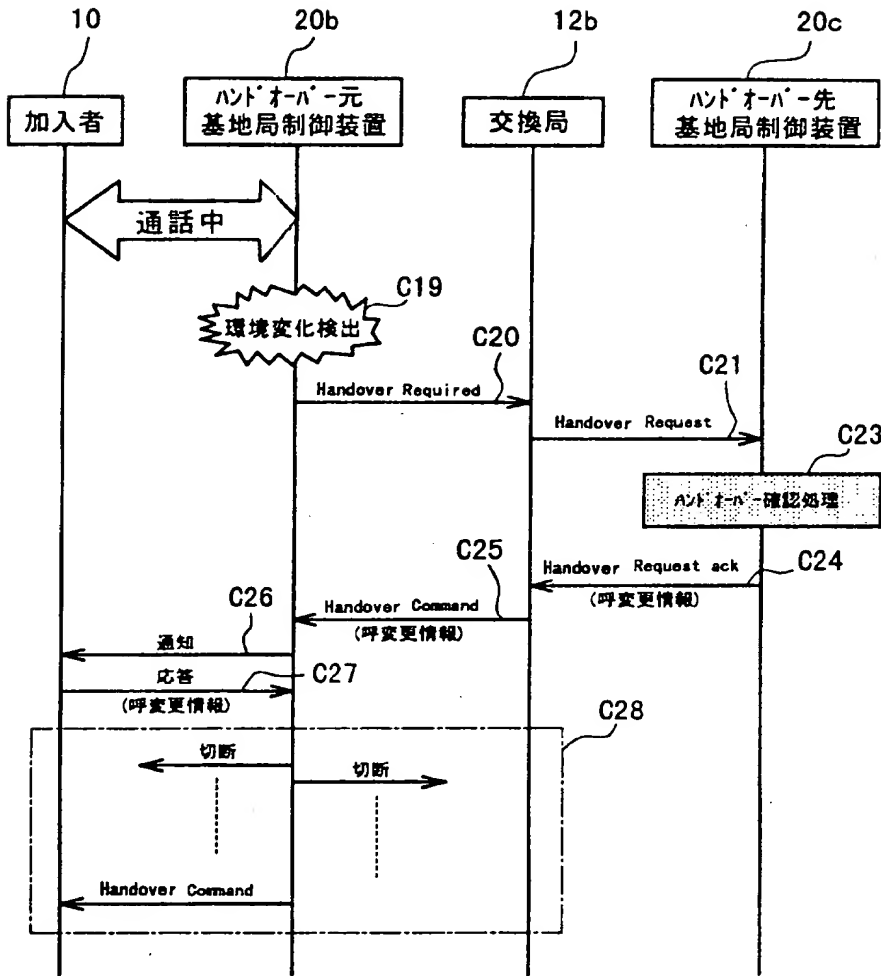 10
20b
12b
20c
加入者
ハンドオーバー元
基地局制御装置
交換局
ハンドオーバー先
基地局制御装置
通話中
C19
環境変化検出
C20
Handover Required
C21
Handover Request
C23
ハンドオーバー確認処理
C24
Handover Request ack
(呼変更情報)
C25
Handover Command
(呼変更情報)
C26
通知
C27
応答
(呼変更情報)
C28
切断
切断
Handover Command